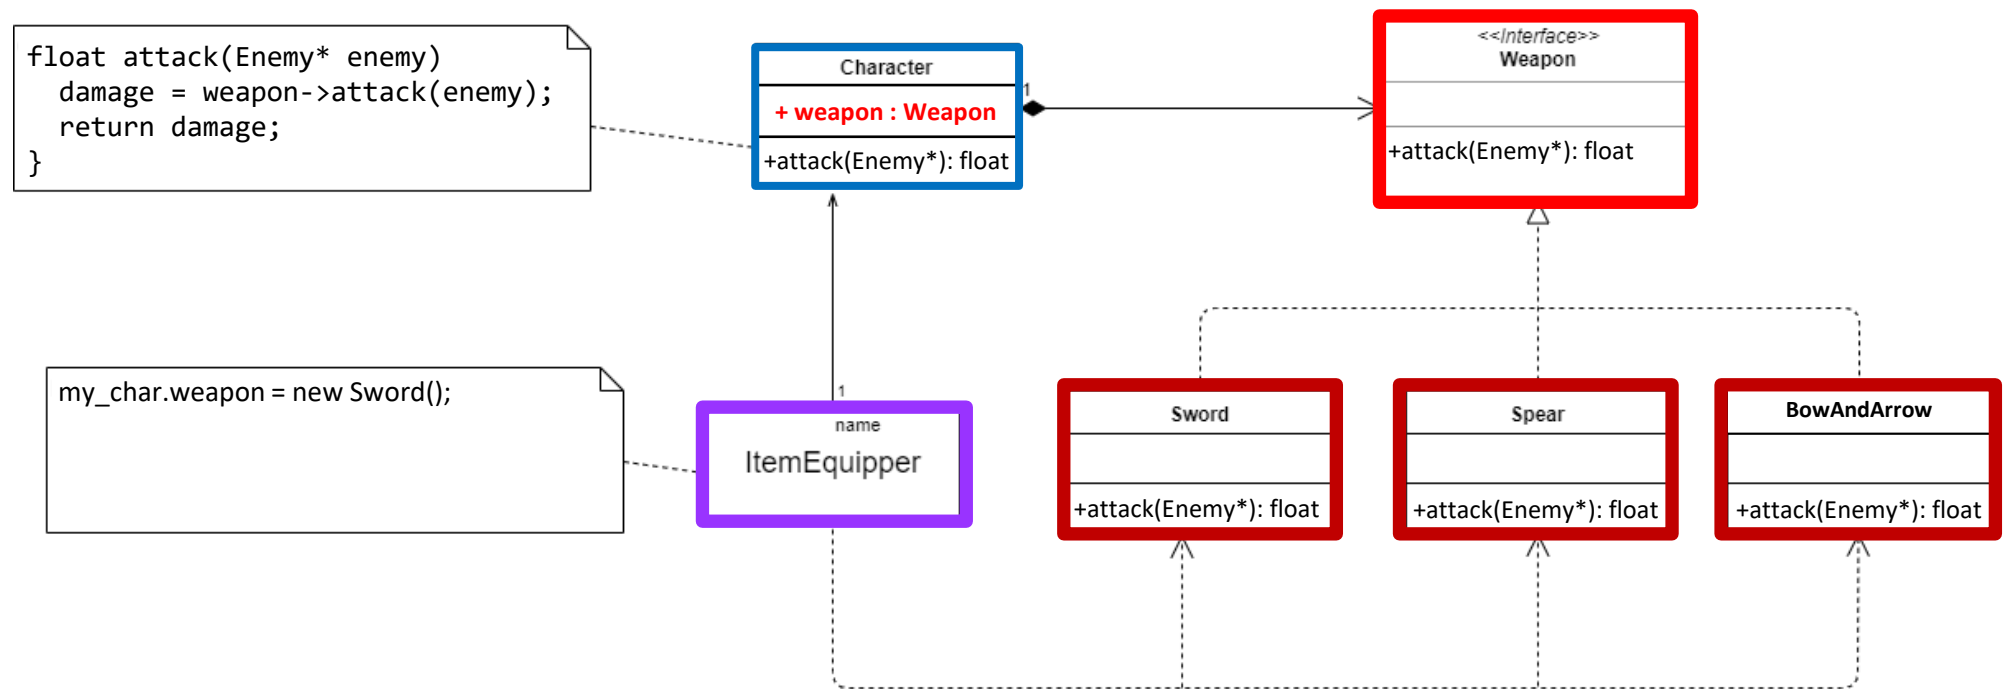 float attack(Enemy* enemy)
damage = weapon->attack(enemy);
return damage;
}
Character
+ weapon : Weapon
+attack(Enemy*): float
1
<<Interface>>
Weapon
+attack(Enemy*): float
my_char.weapon = new Sword();
1
name
ItemEquipper
Sword
+attack(Enemy*): float
Spear
+attack(Enemy*): float
BowAndArrow
+attack(Enemy*): float